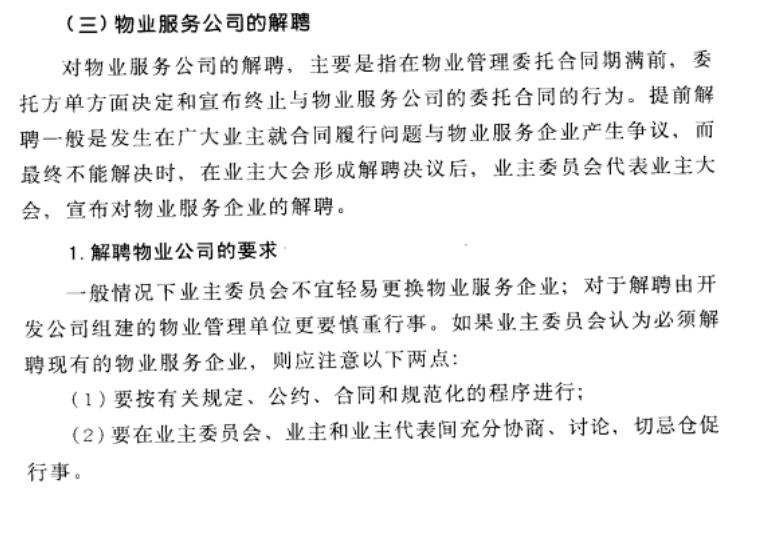 （三）物业服务公司的解聘
对物业服务公司的解聘，主要是指在物业管理委托合同期满前，委
托方单方面决定和宣布终止与物业服务公司的委托合同的行为。提前解
聘一般是发生在广大业主就合同履行问题与物业服务企业产生争议，而
最终不能解决时，在业主大会形成解聘决议后，业主委员会代表业主大
会，宣布对物业服务企业的解聘。
1. 解聘物业公司的要求
一般情况下业主委员会不宜轻易更换物业服务企业；对于解聘由开
发公司组建的物业管理单位更要慎重行事。如果业主委员会认为必须解
聘现有的物业服务企业，则应注意以下两点：
（1）要按有关规定、公约、合同和规范化的程序进行；
（2）要在业主委员会、业主和业主代表间充分协商、讨论，切忌仓促
行事。